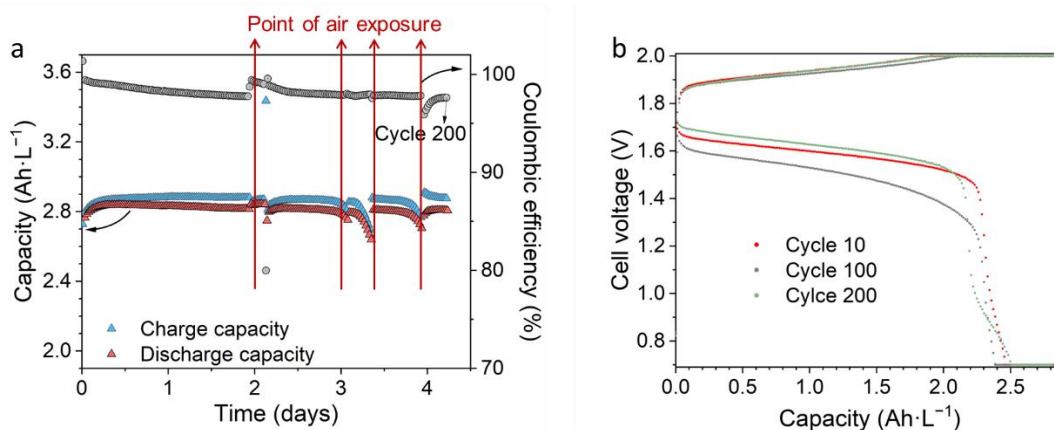 a
Point of air exposure
Capacity (Ah·L⁻¹)
3.6
3.2
2.8
2.4
2.0
Cycle 200
Charge capacity
Discharge capacity
100
90
80
70
Coulombic efficiency (%)
0 1 2 3 4
Time (days)
b
Cell voltage (V)
2.0
1.8
1.6
1.4
1.2
1.0
0.8
Cycle 10
Cycle 100
Cylce 200
0.0 0.5 1.0 1.5 2.0 2.5
Capacity (Ah·L⁻¹)